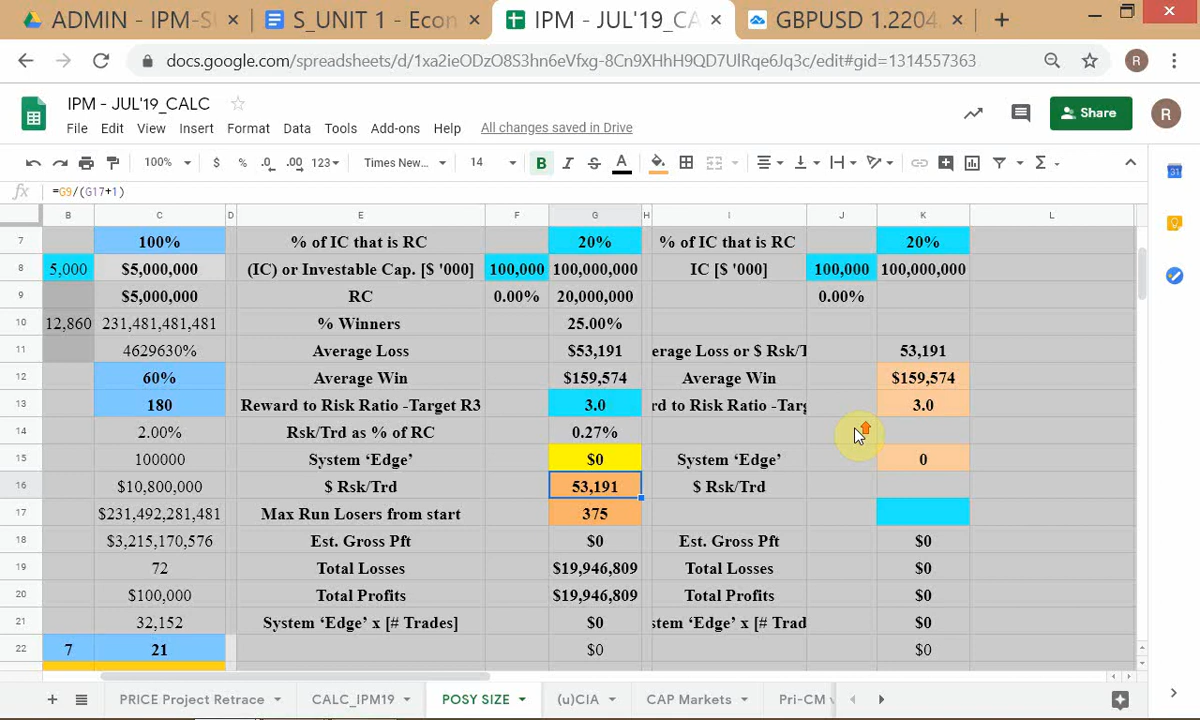 ADMIN - IPM-S
S_UNIT 1 - Econ
IPM - JUL'19_CA
GBPUSD 1.2204
docs.google.com/spreadsheets/d/1xa2ieODzO8S3hn6eVfxg-8Cn9XHhH9QD7UlRqe6Jq3c/edit#gid=1314557363
R
IPM - JUL'19_CALC
File Edit View Insert Format Data Tools Add-ons Help All changes saved in Drive
Share
R
100% $ % .0 .00 123 Times New... 14 B I S A
31
fx =G9/(G17+1)
B C D E F G H I J K L
7 100% % of IC that is RC 20% % of IC that is RC 20%
8 5,000 $5,000,000 (IC) or Investable Cap. [$ '000] 100,000 100,000,000 IC [$ '000] 100,000 100,000,000
9 $5,000,000 RC 0.00% 20,000,000 0.00%
10 12,860 231,481,481,481 % Winners 25.00%
11 4629630% Average Loss $53,191 erage Loss or $ Rsk/T 53,191
12 60% Average Win $159,574 Average Win $159,574
13 180 Reward to Risk Ratio -Target R3 3.0 rd to Risk Ratio -Targ 3.0
14 2.00% Rsk/Trd as % of RC 0.27%
15 100000 System ‘Edge’ $0 System ‘Edge’ 0
16 $10,800,000 $ Rsk/Trd 53,191 $ Rsk/Trd
17 $231,492,281,481 Max Run Losers from start 375
18 $3,215,170,576 Est. Gross Pft $0 Est. Gross Pft $0
19 72 Total Losses $19,946,809 Total Losses $0
20 $100,000 Total Profits $19,946,809 Total Profits $0
21 32,152 System ‘Edge’ x [# Trades] $0 stem ‘Edge’ x [# Trad $0
22 7 21 $0 $0
PRICE Project Retrace CALC_IPM19 POSY SIZE (u)CIA CAP Markets Pri-CM